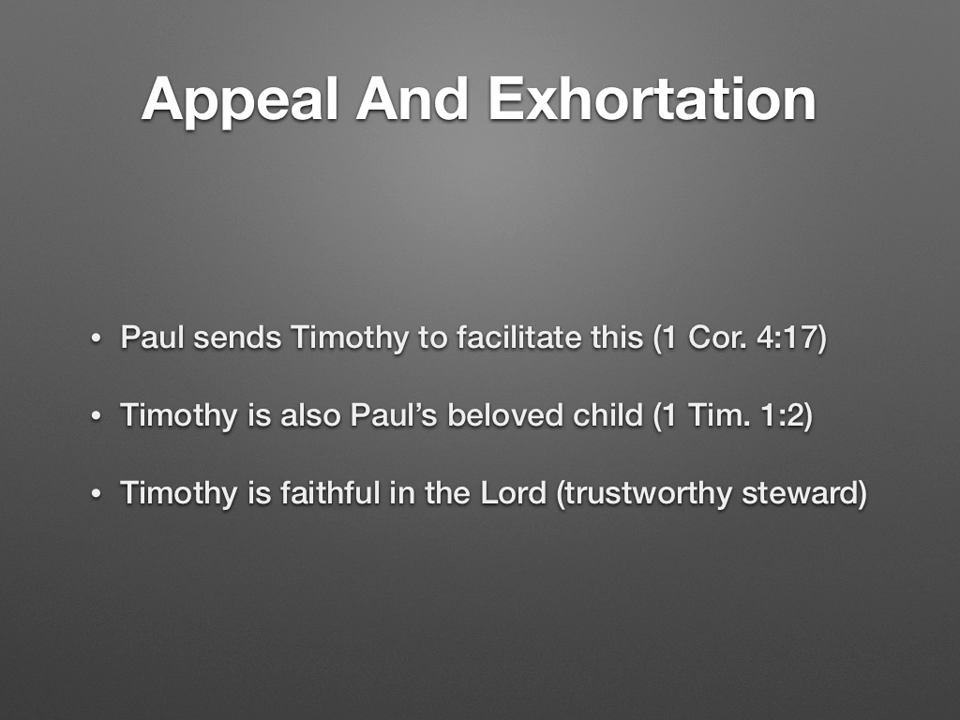 Appeal And Exhortation
• Paul sends Timothy to facilitate this (1 Cor. 4:17)
• Timothy is also Paul’s beloved child (1 Tim. 1:2)
• Timothy is faithful in the Lord (trustworthy steward)